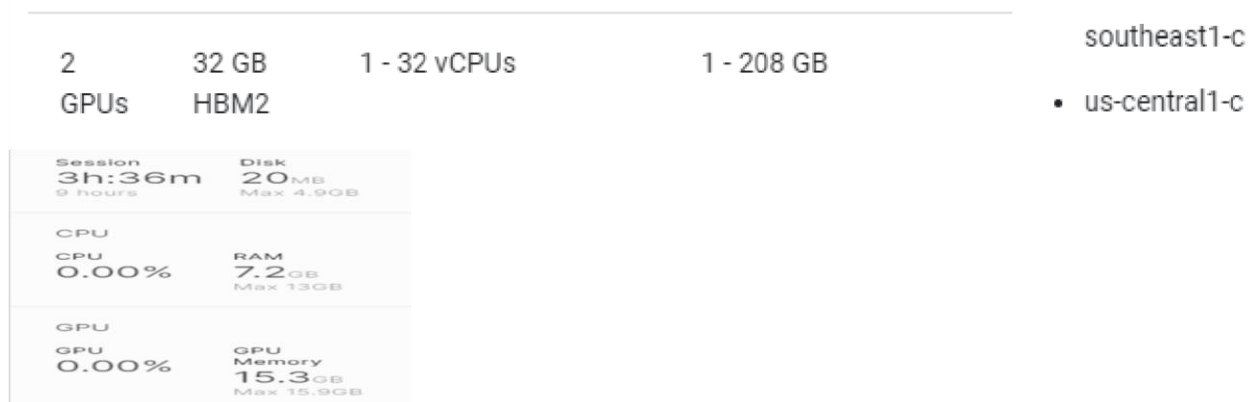 2 32 GB 1 - 32 vCPUs 1 - 208 GB
GPUs HBM2
southeast1-c
• us-central1-c
Session Disk
3h:36m 20MB
9 hours Max 4.9GB
CPU
CPU RAM
0.00% 7.2GB
Max 13GB
GPU
GPU GPU
0.00% Memory
15.3GB
Max 15.9GB